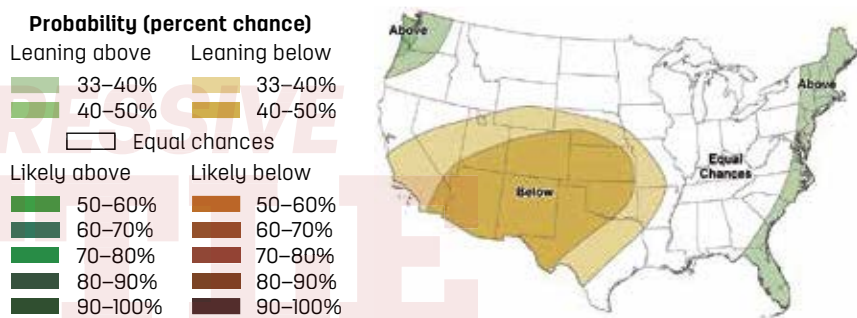 Probability (percent chance)
Leaning above
Leaning below
33–40%
33–40%
40–50%
40–50%
Equal chances
Likely above
Likely below
50–60%
50–60%
60–70%
60–70%
70–80%
70–80%
80–90%
80–90%
90–100%
90–100%
Above
Above
Equal
Chances
Below